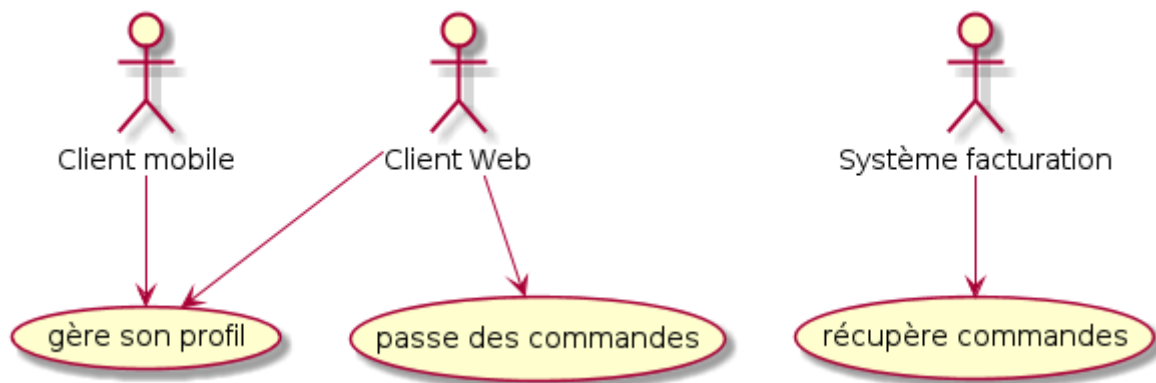 Client mobile
Client Web
Système facturation
gère son profil
passe des commandes
récupère commandes